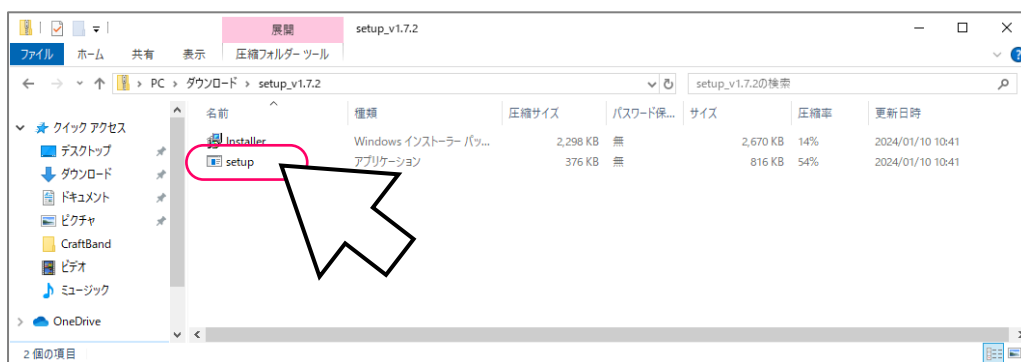 展開 setup_v1.7.2
ファイル ホーム 共有 表示 圧縮フォルダー ツール
PC › ダウンロード › setup_v1.7.2 setup_v1.7.2の検索
名前 種類 圧縮サイズ パスワード保... サイズ 圧縮率 更新日時
クイック アクセス
デスクトップ
ダウンロード
ドキュメント
ピクチャ
CraftBand
ビデオ
ミュージック
OneDrive
Installer Windows インストーラー パッ... 2,298 KB 無 2,670 KB 14% 2024/01/10 10:41
setup アプリケーション 376 KB 無 816 KB 54% 2024/01/10 10:41
2 個の項目